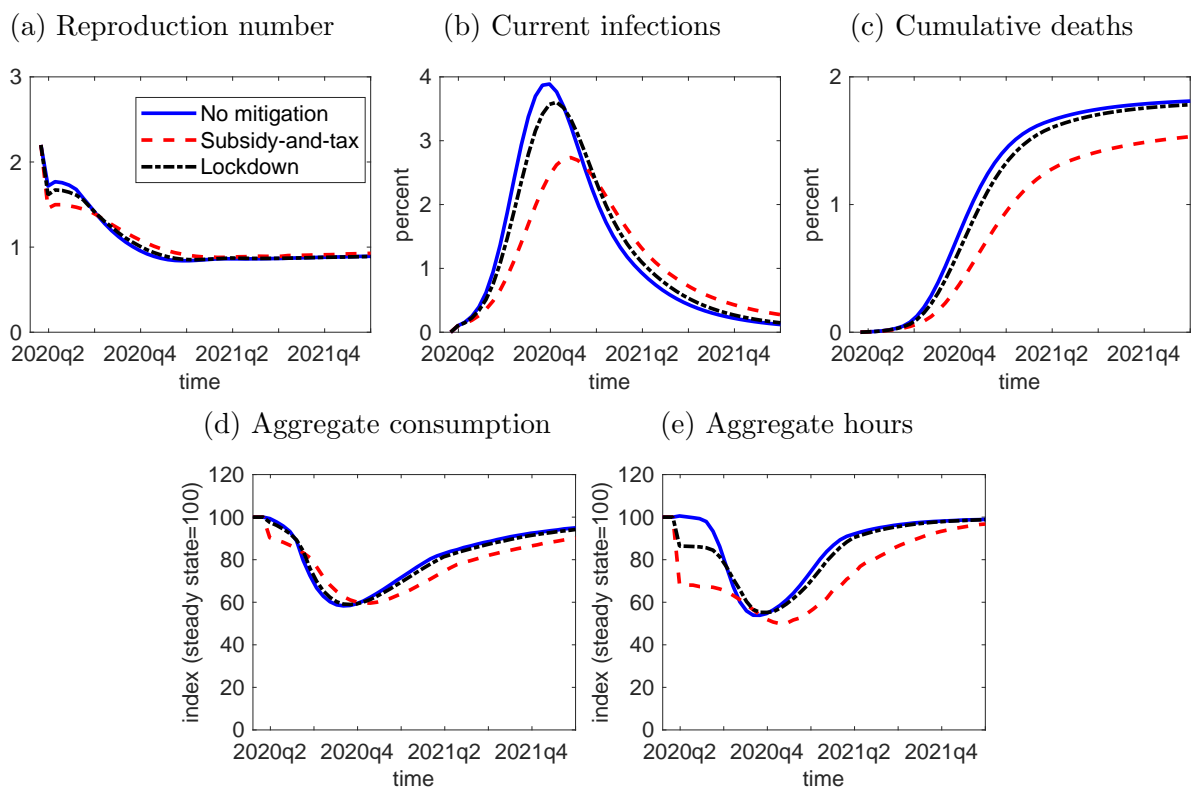 (a) Reproduction number
(b) Current infections
(c) Cumulative deaths
3
2
1
0
No mitigation
Subsidy-and-tax
Lockdown
2020q2 2020q4 2021q2 2021q4
time
percent
4
3
2
1
0
2020q2 2020q4 2021q2 2021q4
time
percent
2
1
0
2020q2 2020q4 2021q2 2021q4
time
(d) Aggregate consumption
(e) Aggregate hours
index (steady state=100)
120
100
80
60
40
20
0
2020q2 2020q4 2021q2 2021q4
time
index (steady state=100)
120
100
80
60
40
20
0
2020q2 2020q4 2021q2 2021q4
time